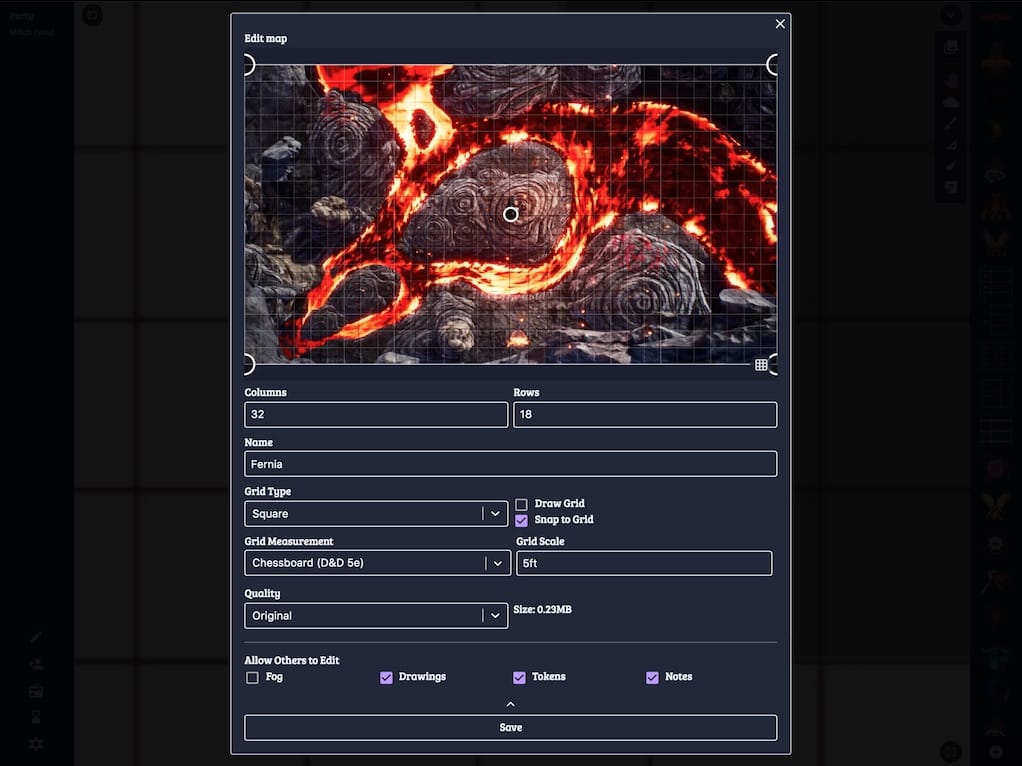 Party
Mitch (you)
Edit map
Columns
Rows
32
18
Name
Fernia
Grid Type
Square
Draw Grid
Snap to Grid
Grid Measurement
Grid Scale
Chessboard (D&D 5e)
5ft
Quality
Original
Size: 0.23MB
Allow Others to Edit
Fog
Drawings
Tokens
Notes
Save